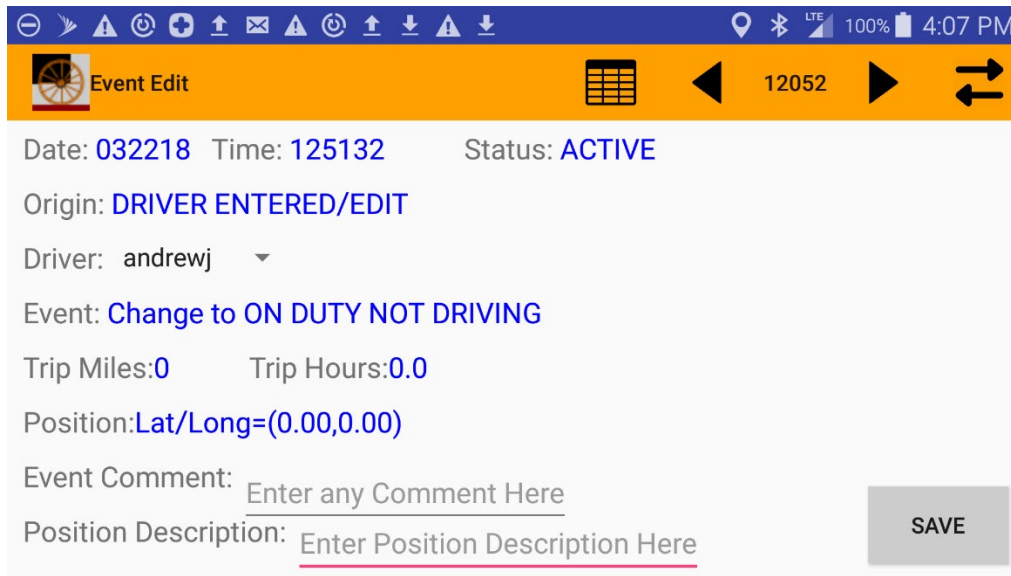 LTE 100% 4:07 PM
Event Edit 12052
Date: 032218 Time: 125132 Status: ACTIVE
Origin: DRIVER ENTERED/EDIT
Driver: andrewj
Event: Change to ON DUTY NOT DRIVING
Trip Miles:0 Trip Hours:0.0
Position:Lat/Long=(0.00,0.00)
Event Comment: Enter any Comment Here
Position Description: Enter Position Description Here
SAVE